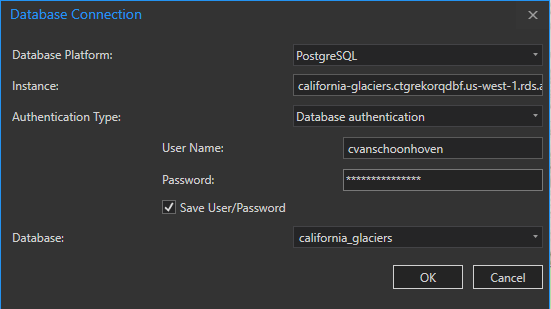 Database Connection
Database Platform: PostgreSQL
Instance: california-glaciers.ctgrekorqdbf.us-west-1.rds.a
Authentication Type: Database authentication
User Name: cvanschoonhoven
Password: ***************
Save User/Password
Database: california_glaciers
OK Cancel